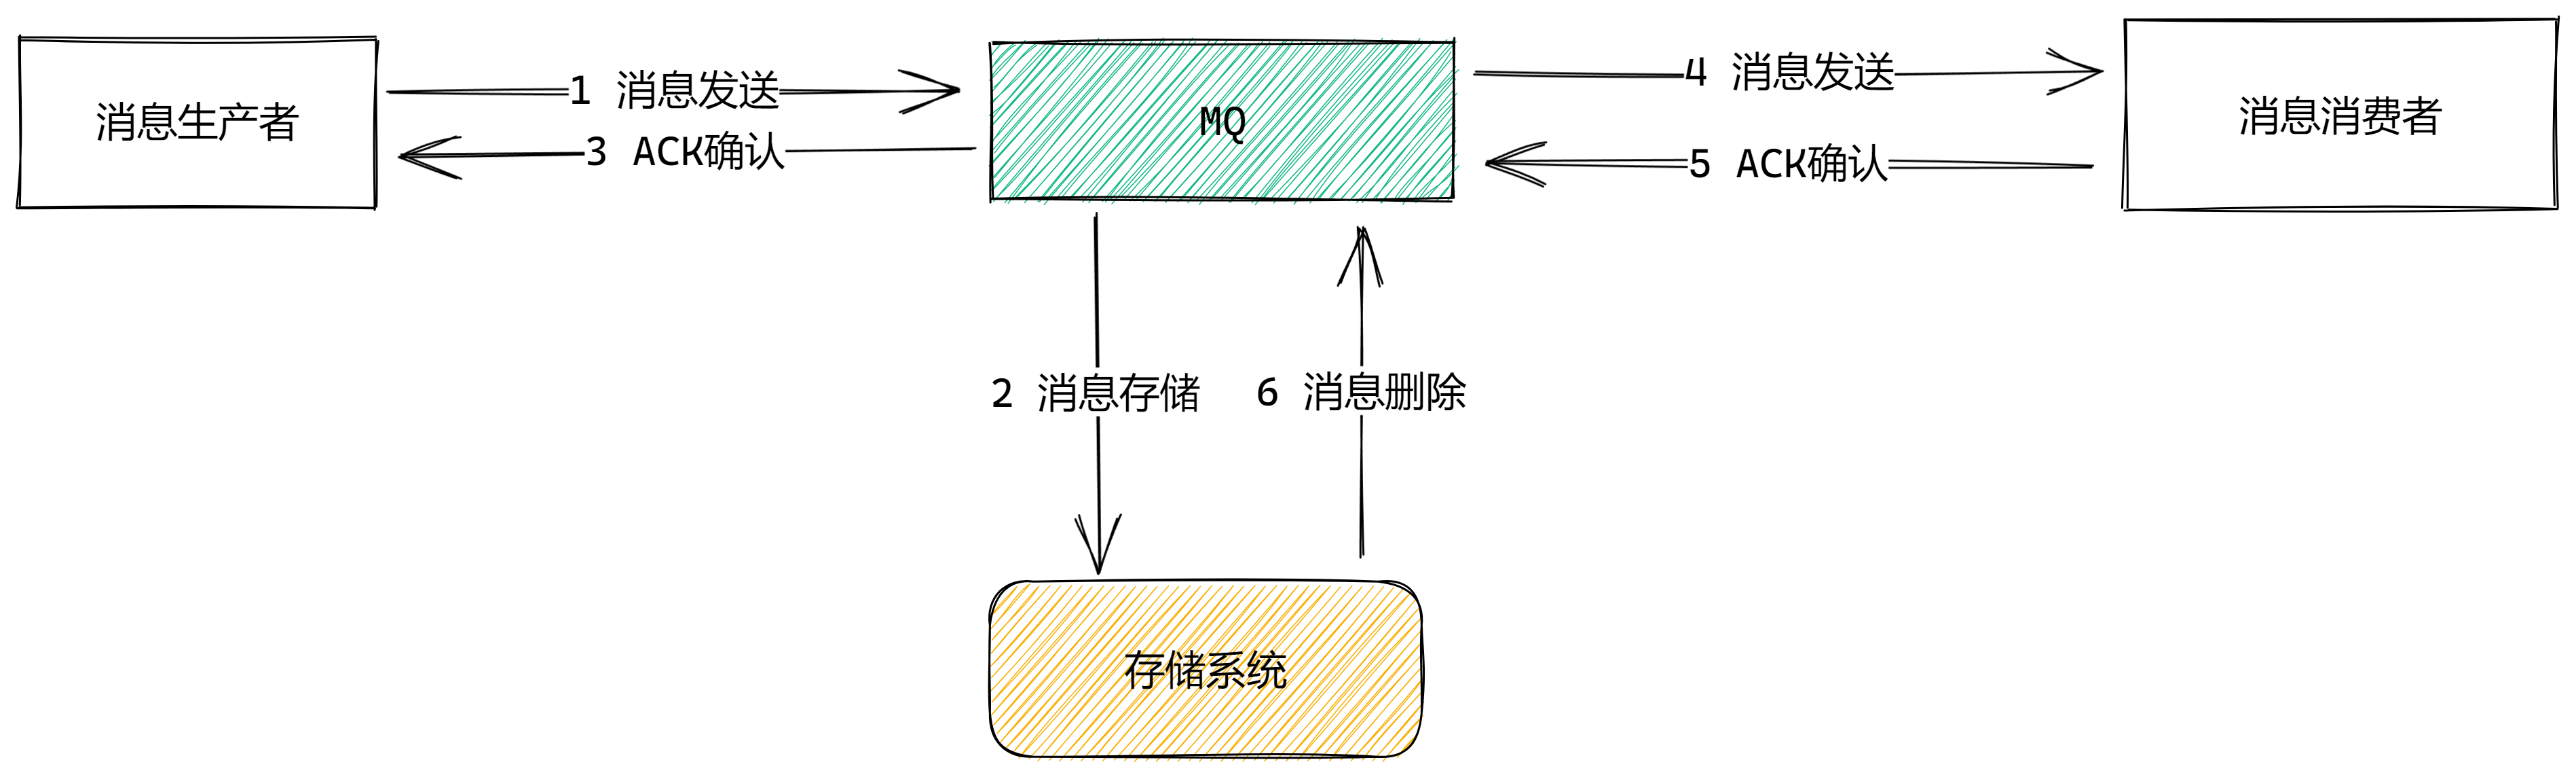 消息生产者
1 消息发送
3 ACK确认
MQ
4 消息发送
5 ACK确认
消息消费者
2 消息存储
6 消息删除
存储系统